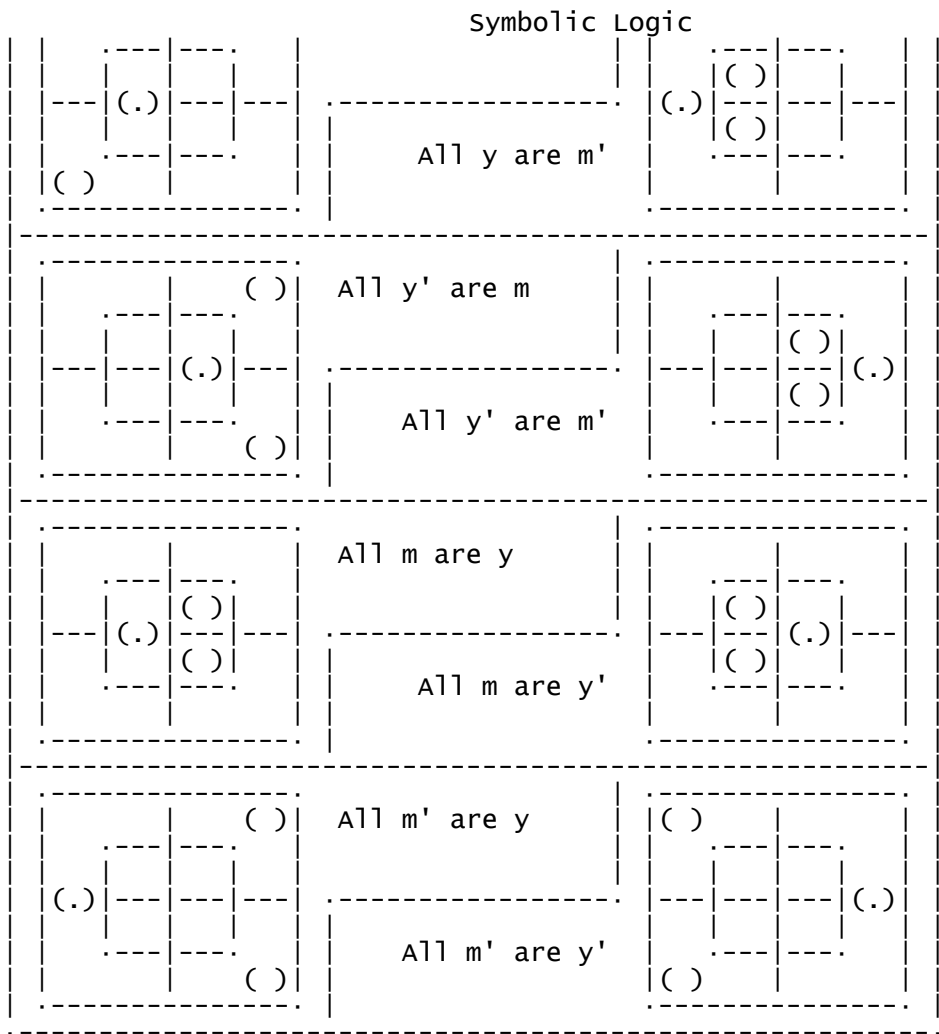 Symbolic Logic
All y are m'
All y' are m
All y' are m'
All m are y
All m are y'
All m' are y
All m' are y'